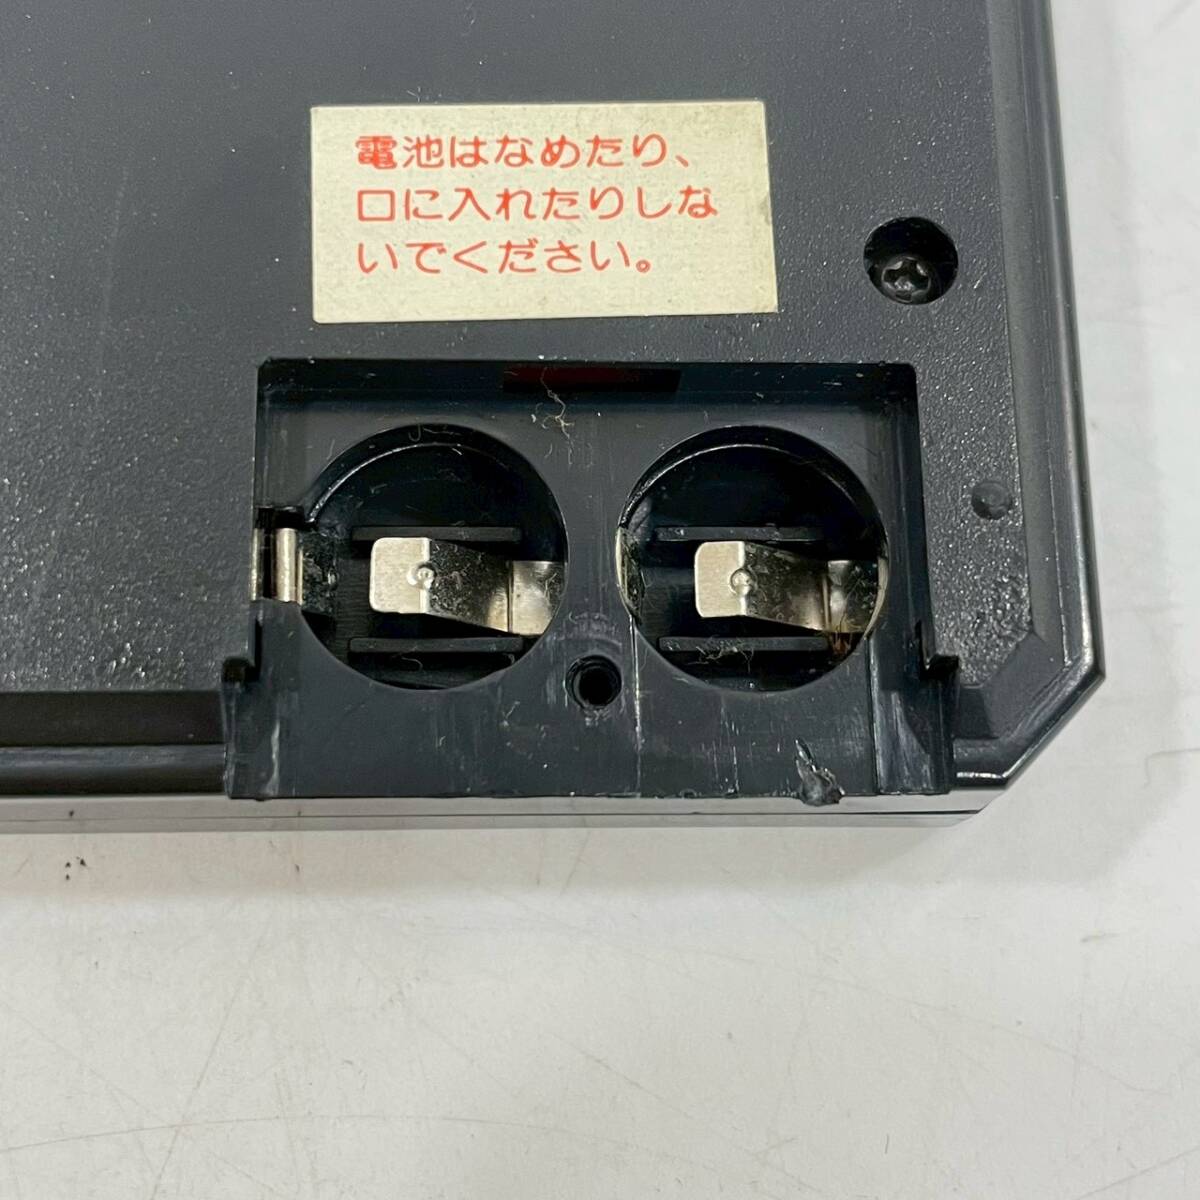 電池はなめたり、
口に入れたりしな
いでください。